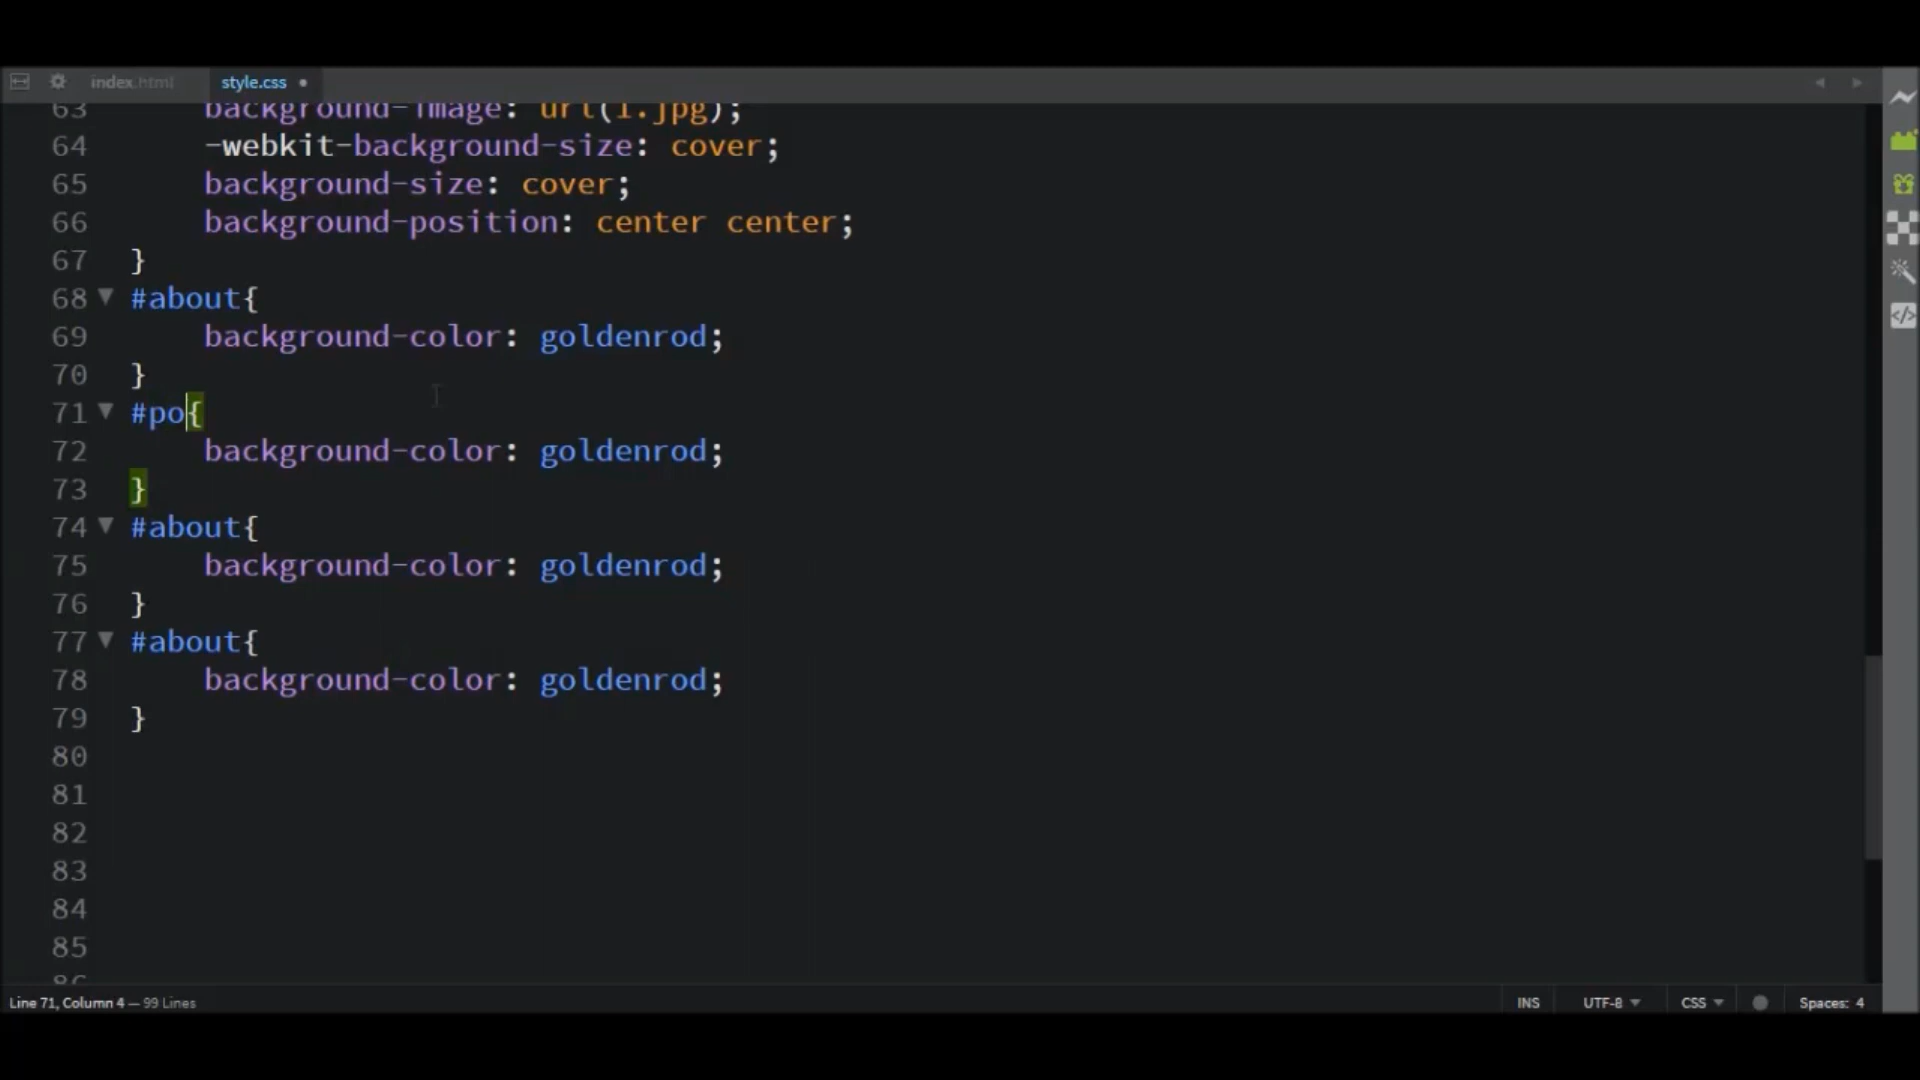 index.html
style.css •
63 background-image: url(1.jpg);
64 -webkit-background-size: cover;
65 background-size: cover;
66 background-position: center center;
67 }
68 #about{
69 background-color: goldenrod;
70 }
71 #po{
72 background-color: goldenrod;
73 }
74 #about{
75 background-color: goldenrod;
76 }
77 #about{
78 background-color: goldenrod;
79 }
80
81
82
83
84
85
86
Line 71, Column 4 — 99 Lines
INS
UTF-8
CSS
Spaces: 4